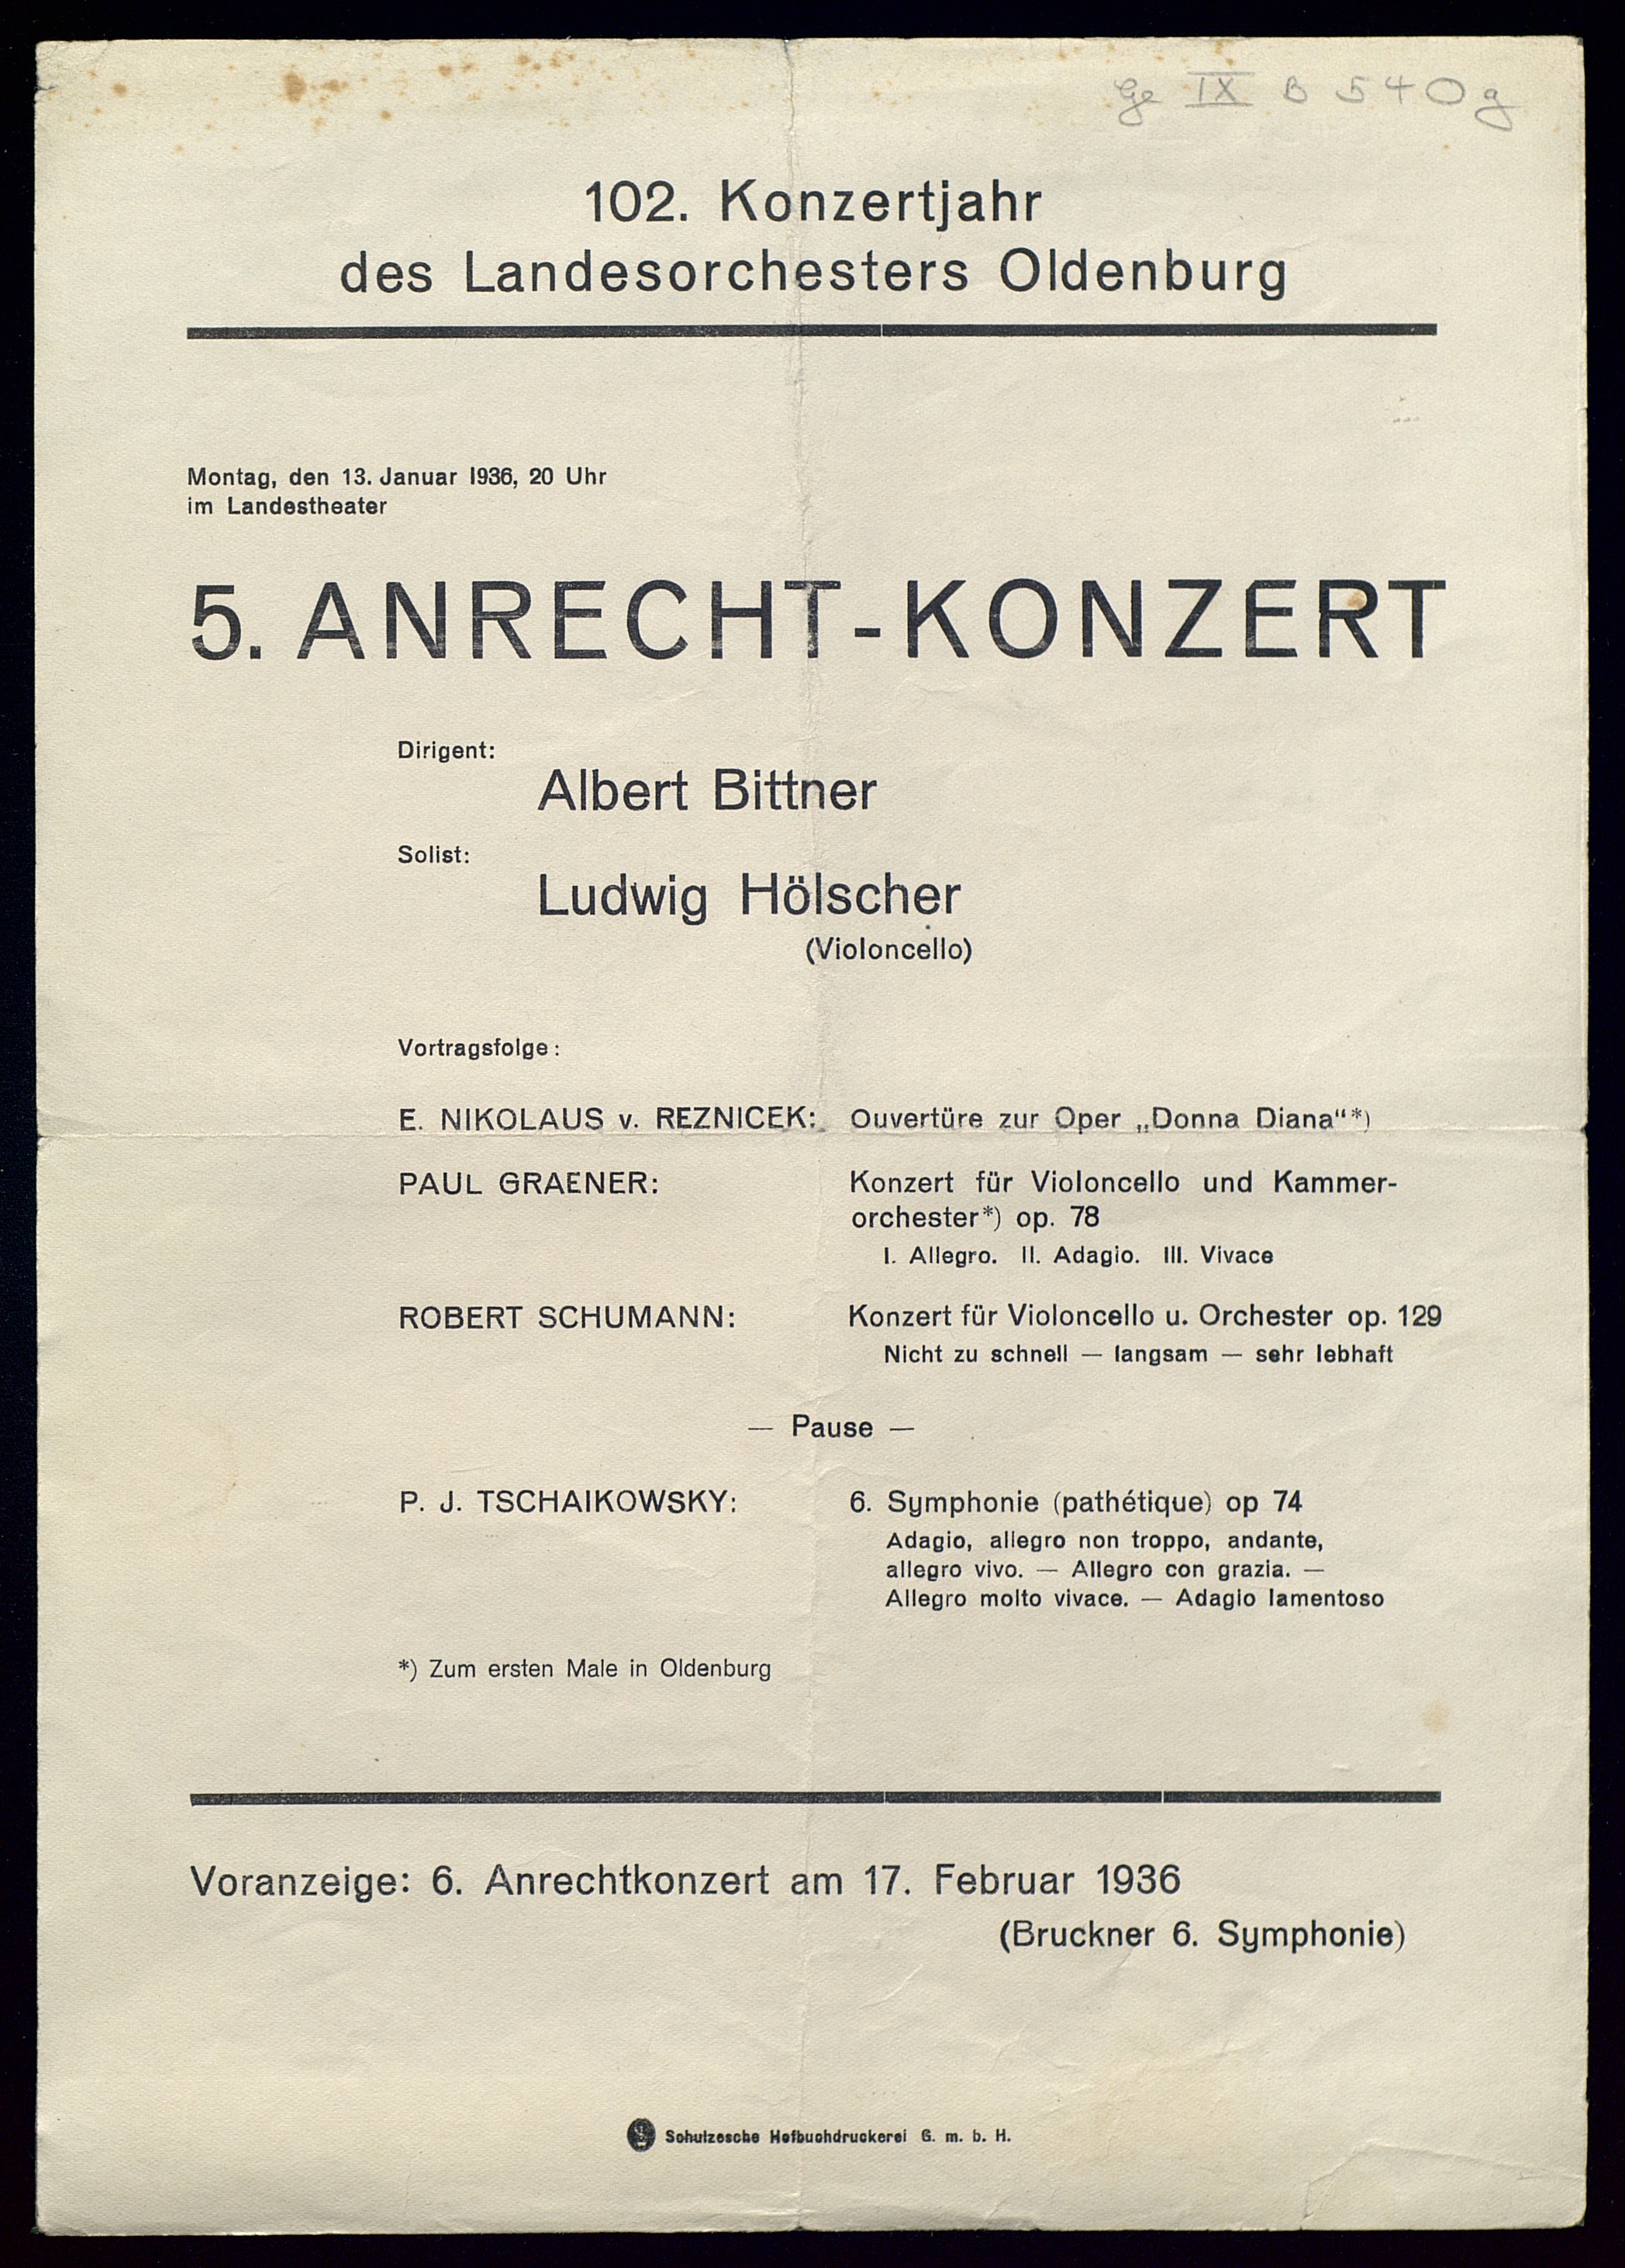 Ge IX B 540g
102. Konzertjahr
des Landesorchesters Oldenburg
Montag, den 13. Januar 1936, 20 Uhr
im Landestheater
5. ANRECHT-KONZERT
Dirigent:
Albert Bittner
Solist:
Ludwig Hölscher
(Violoncello)
Vortragsfolge:
E. NIKOLAUS v. REZNICEK: Ouvertüre zur Oper „Donna Diana“*)
PAUL GRAENER: Konzert für Violoncello und Kammer-
orchester*) op. 78
I. Allegro. II. Adagio. III. Vivace
ROBERT SCHUMANN: Konzert für Violoncello u. Orchester op. 129
Nicht zu schnell — langsam — sehr lebhaft
— Pause —
P. J. TSCHAIKOWSKY: 6. Symphonie (pathétique) op 74
Adagio, allegro non troppo, andante,
allegro vivo. — Allegro con grazia. —
Allegro molto vivace. — Adagio lamentoso
*) Zum ersten Male in Oldenburg
Voranzeige: 6. Anrechtkonzert am 17. Februar 1936
(Bruckner 6. Symphonie)
Schulzesche Hofbuchdruckerei G. m. b. H.